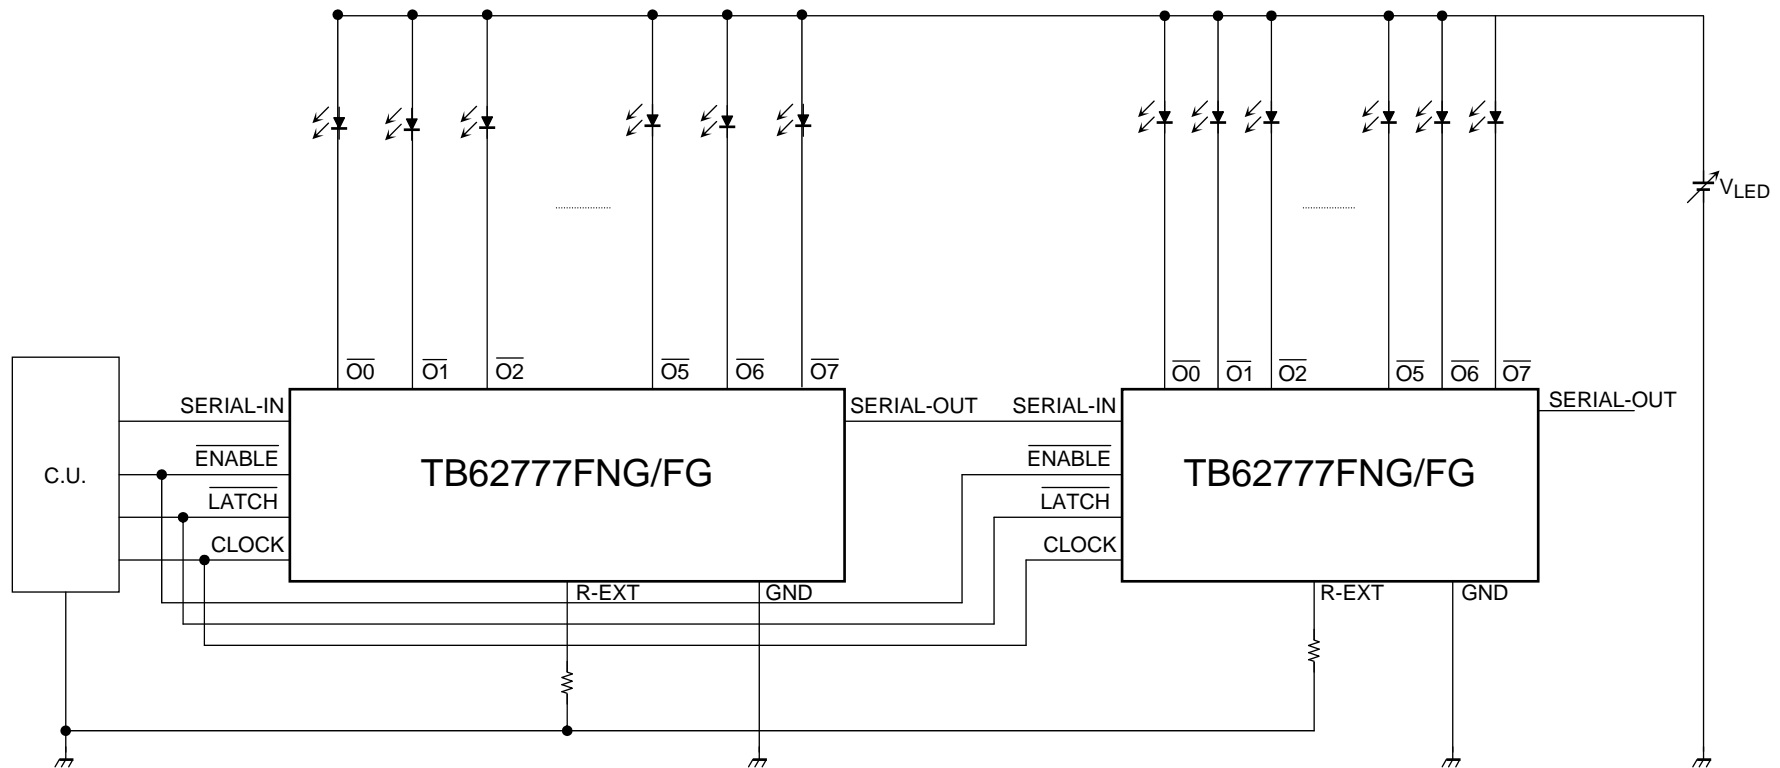 VLED
O0 O1 O2 O5 O6 O7
O0 O1 O2 O5 O6 O7
C.U.
SERIAL-IN
ENABLE
LATCH
CLOCK
TB62777FNG/FG
SERIAL-OUT
R-EXT
GND
SERIAL-IN
ENABLE
LATCH
CLOCK
TB62777FNG/FG
SERIAL-OUT
R-EXT
GND